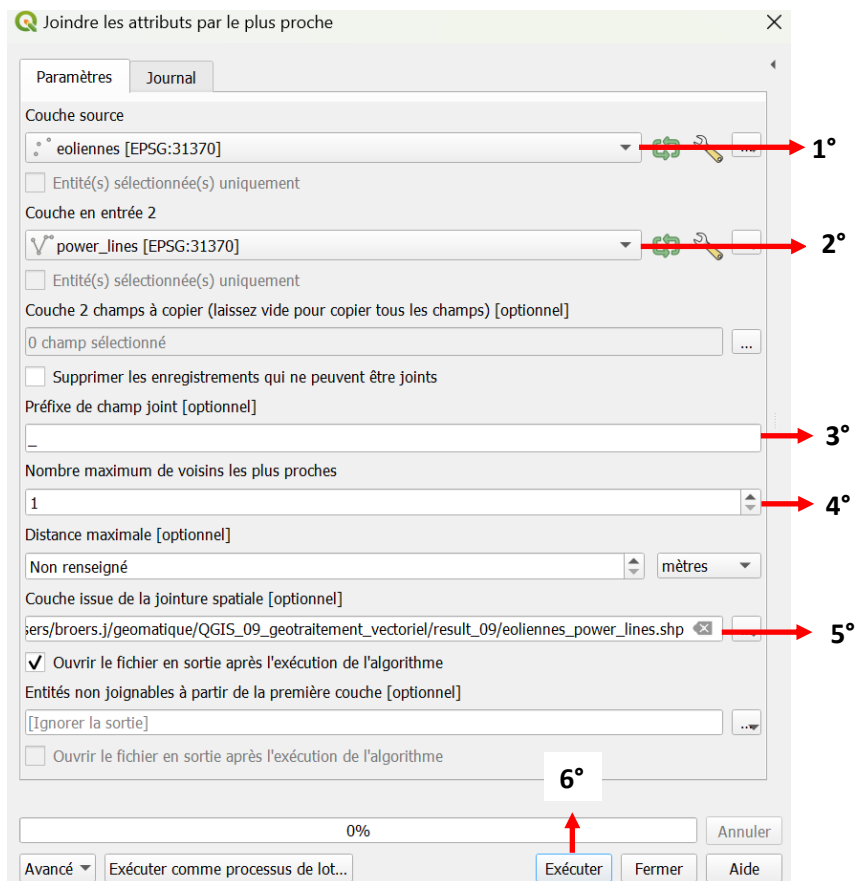 Joindre les attributs par le plus proche
Paramètres Journal
Couche source
eoliennes [EPSG:31370] ... 1°
Entité(s) sélectionnée(s) uniquement
Couche en entrée 2
power_lines [EPSG:31370] 2°
Entité(s) sélectionnée(s) uniquement
Couche 2 champs à copier (laissez vide pour copier tous les champs) [optionnel]
0 champ sélectionné ...
Supprimer les enregistrements qui ne peuvent être joints
Préfixe de champ joint [optionnel]
_ 3°
Nombre maximum de voisins les plus proches
1 4°
Distance maximale [optionnel]
Non renseigné mètres
Couche issue de la jointure spatiale [optionnel]
sers/broers.j/geomatique/QGIS_09_geotraitement_vectoriel/result_09/eoliennes_power_lines.shp 5°
Ouvrir le fichier en sortie après l'exécution de l'algorithme
Entités non joignables à partir de la première couche [optionnel]
[Ignorer la sortie] ...
Ouvrir le fichier en sortie après l'exécution de l'algorithme
6°
0% Annuler
Avancé Exécuter comme processus de lot... Exécuter Fermer Aide